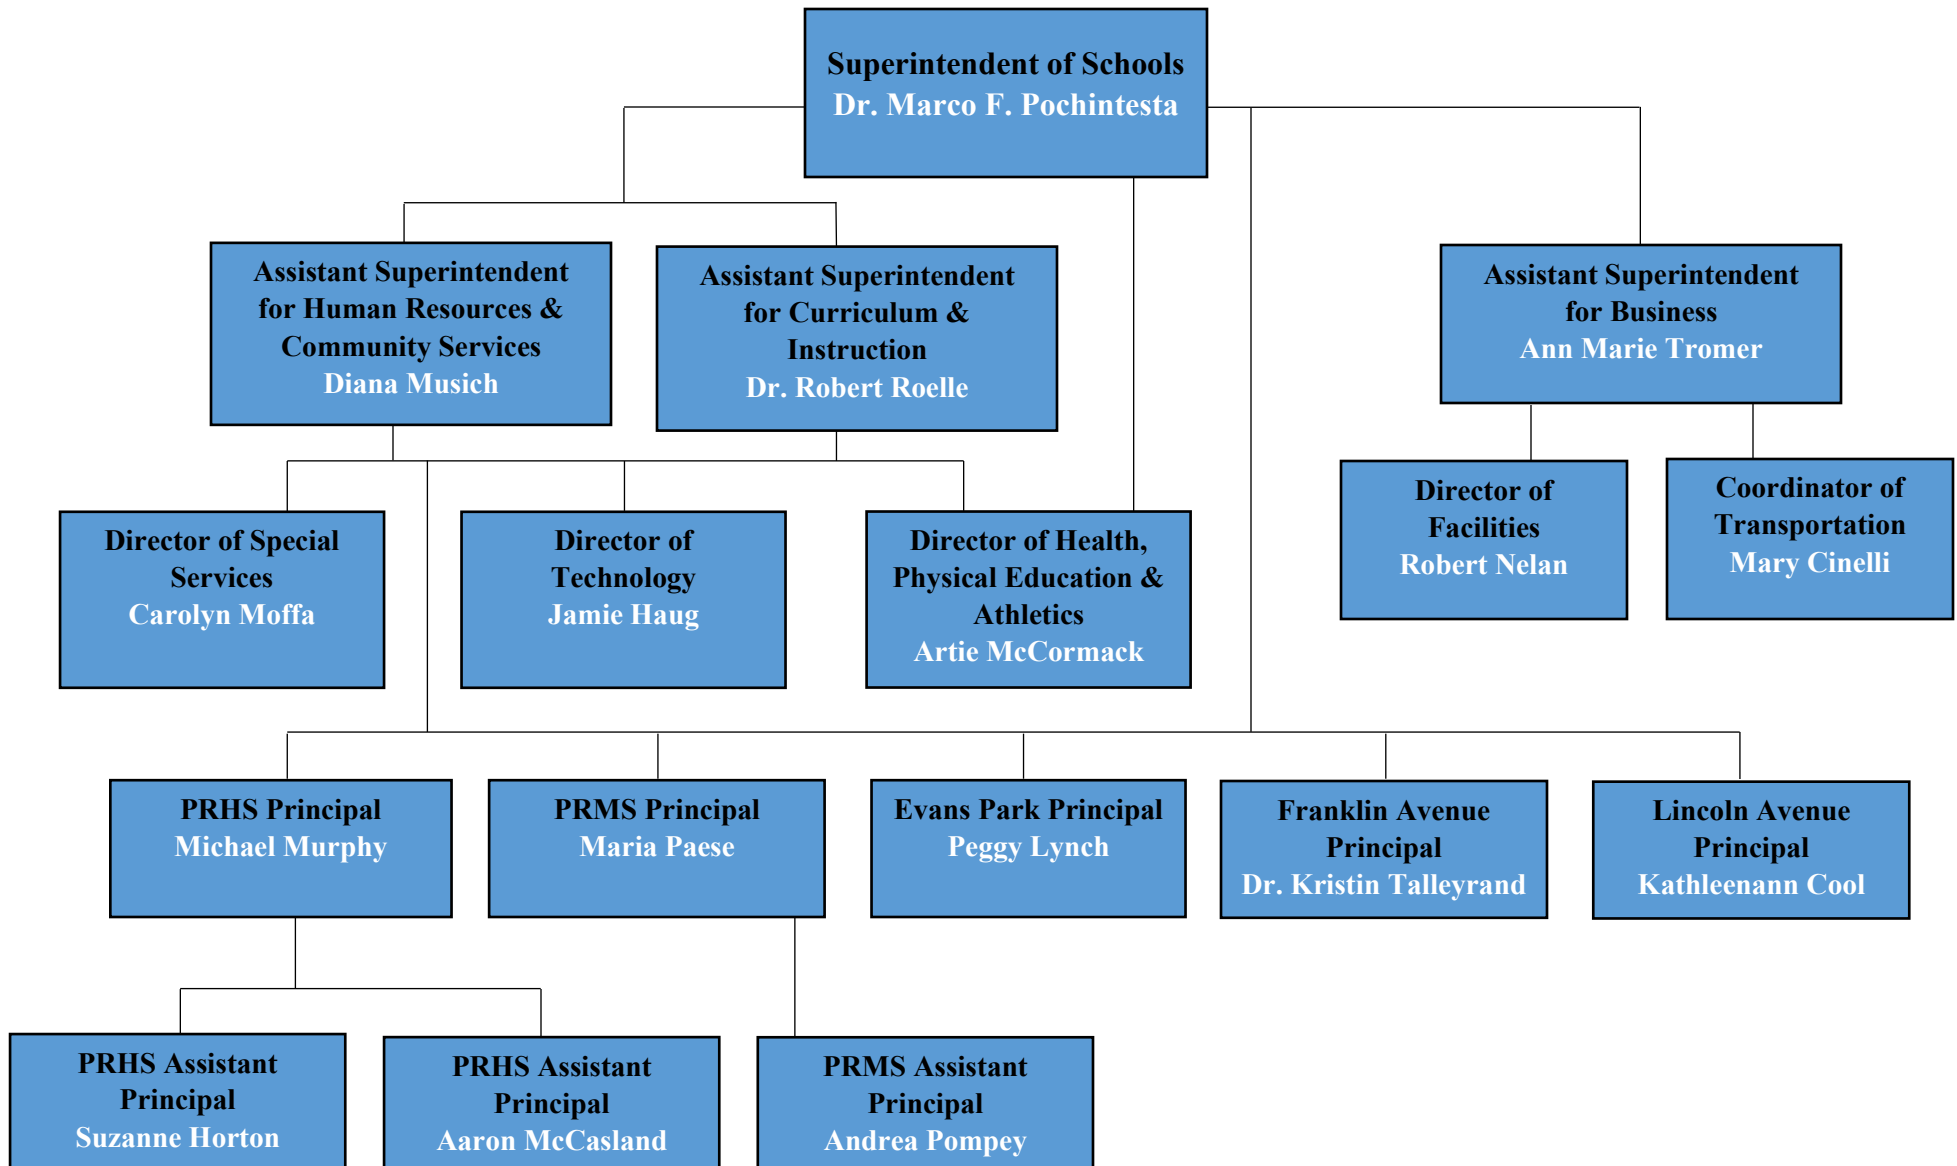 Superintendent of Schools
Dr. Marco F. Pochintesta
Assistant Superintendent
for Human Resources &
Community Services
Diana Musich
Assistant Superintendent
for Curriculum &
Instruction
Dr. Robert Roelle
Assistant Superintendent
for Business
Ann Marie Tromer
Director of Special
Services
Carolyn Moffa
Director of
Technology
Jamie Haug
Director of Health,
Physical Education &
Athletics
Artie McCormack
Director of
Facilities
Robert Nelan
Coordinator of
Transportation
Mary Cinelli
PRHS Principal
Michael Murphy
PRMS Principal
Maria Paese
Evans Park Principal
Peggy Lynch
Franklin Avenue
Principal
Dr. Kristin Talleyrand
Lincoln Avenue
Principal
Kathleenann Cool
PRHS Assistant
Principal
Suzanne Horton
PRHS Assistant
Principal
Aaron McCasland
PRMS Assistant
Principal
Andrea Pompey